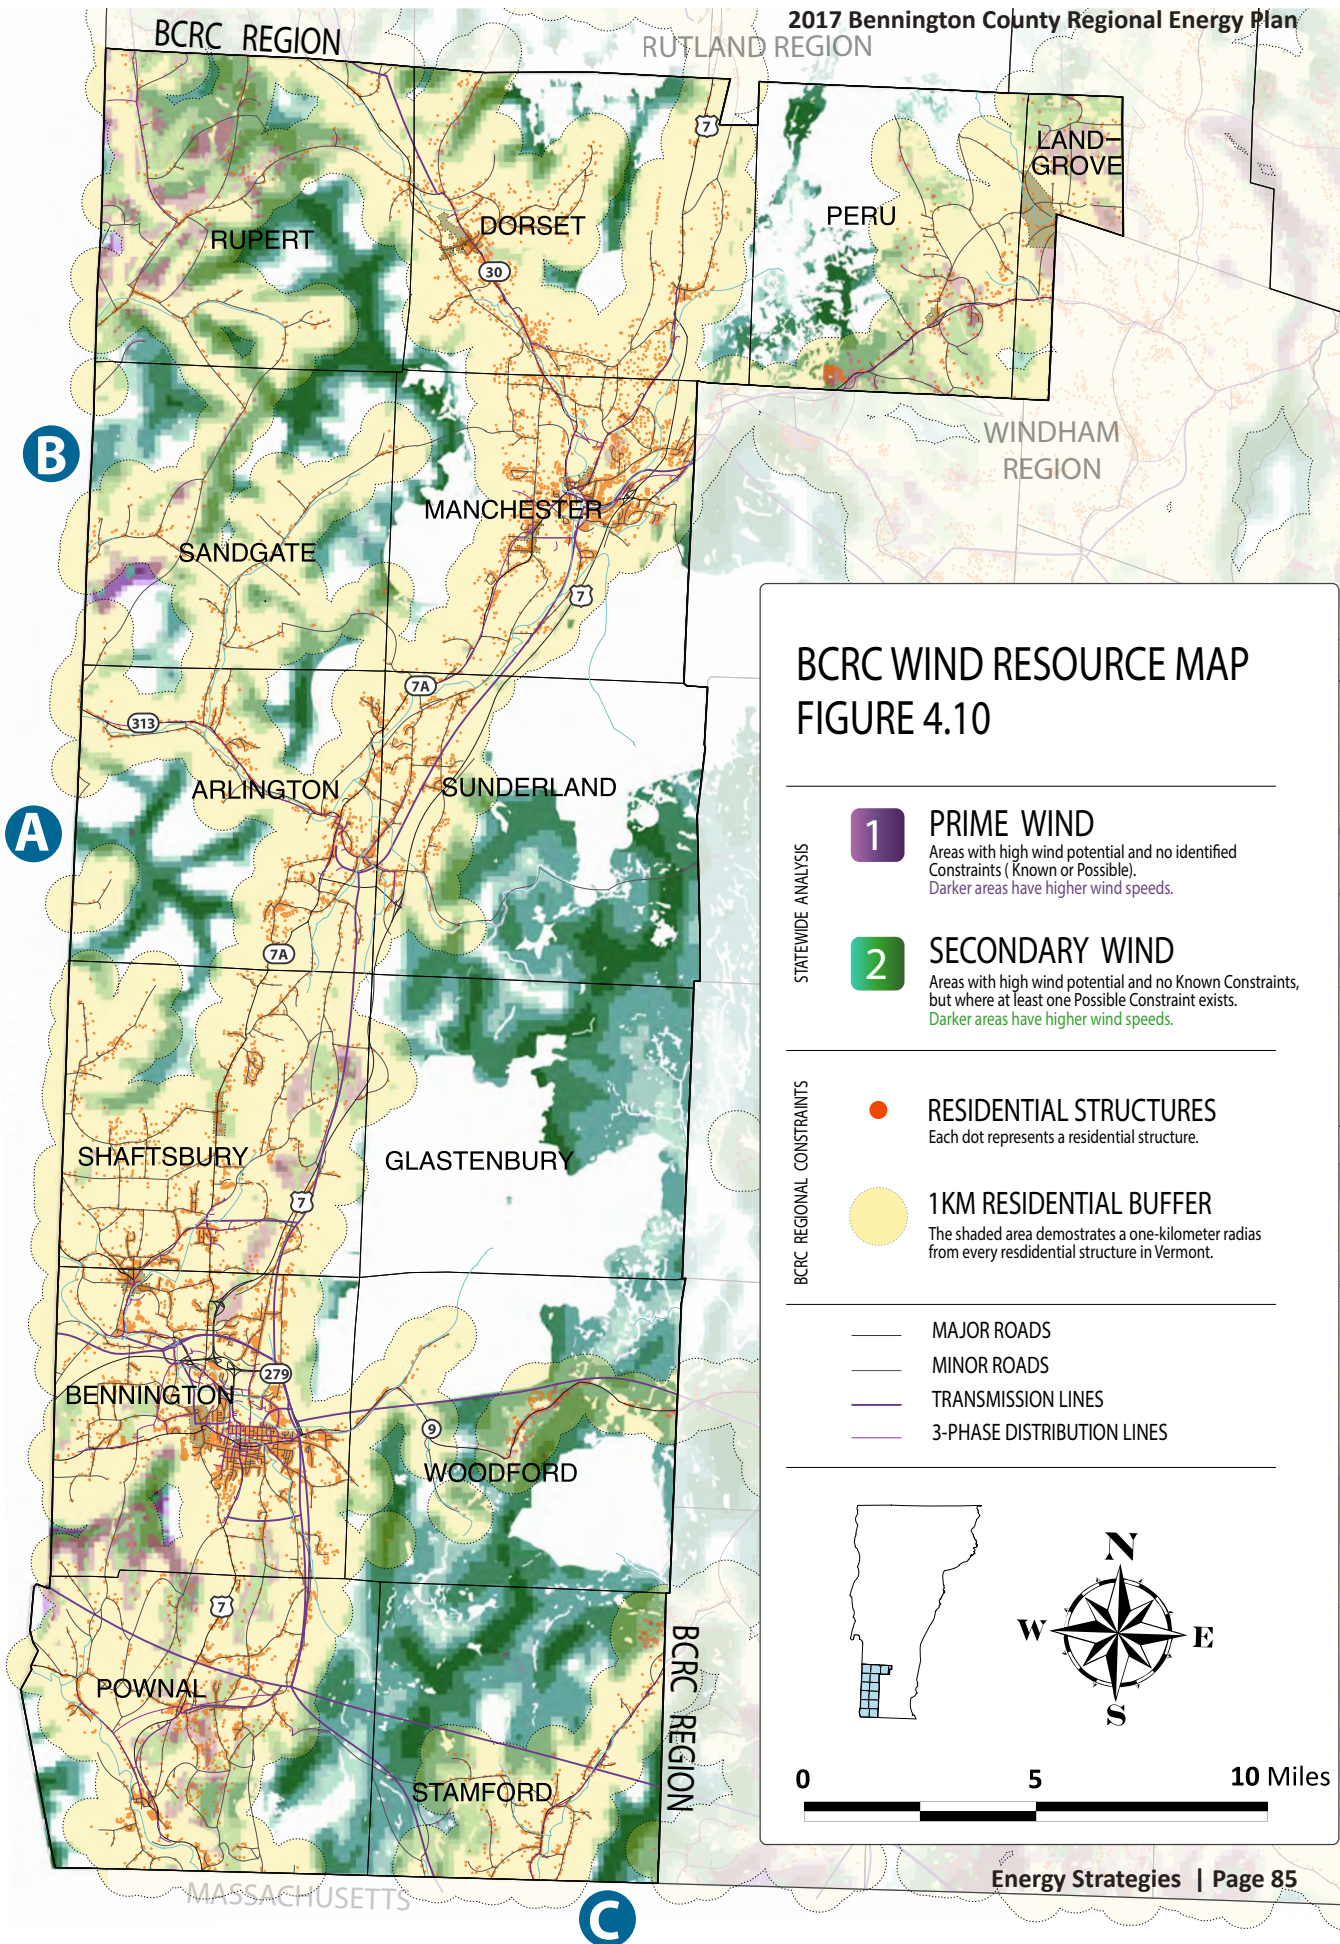 2017 Bennington County Regional Energy Plan
BCRC REGION
RUTLAND REGION
7
LAND-
GROVE
PERU
RUPERT
DORSET
30
B
WINDHAM
REGION
MANCHESTER
SANDGATE
7
7A
313
ARLINGTON
SUNDERLAND
A
7A
SHAFTSBURY
GLASTENBURY
7
279
BENNINGTON
9
WOODFORD
7
POWNAL
STAMFORD
BCRC REGION
MASSACHUSETTS
C
BCRC WIND RESOURCE MAP
FIGURE 4.10
STATEWIDE ANALYSIS
1
PRIME WIND
Areas with high wind potential and no identified
Constraints ( Known or Possible).
Darker areas have higher wind speeds.
2
SECONDARY WIND
Areas with high wind potential and no Known Constraints,
but where at least one Possible Constraint exists.
Darker areas have higher wind speeds.
BCRC REGIONAL CONSTRAINTS
RESIDENTIAL STRUCTURES
Each dot represents a residential structure.
1KM RESIDENTIAL BUFFER
The shaded area demostrates a one-kilometer radias
from every resdidential structure in Vermont.
MAJOR ROADS
MINOR ROADS
TRANSMISSION LINES
3-PHASE DISTRIBUTION LINES
N
W
E
S
0 5 10 Miles
Energy Strategies | Page 85